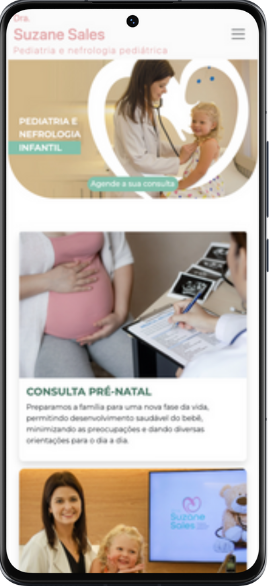 Dra.
Suzane Sales
Pediatria e nefrologia pediátrica
PEDIATRIA E
NEFROLOGIA
INFANTIL
Agende a sua consulta
CONSULTA PRÉ-NATAL
Preparamos a família para uma nova fase da vida,
permitindo desenvolvimento saudável do bebê,
minimizando as preocupações e dando diversas
orientações para o dia a dia.
Suzane
Sales